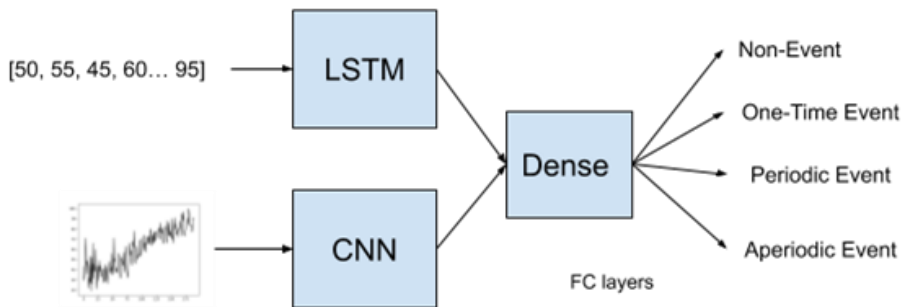 [50, 55, 45, 60... 95]
LSTM
CNN
Dense
FC layers
Non-Event
One-Time Event
Periodic Event
Aperiodic Event